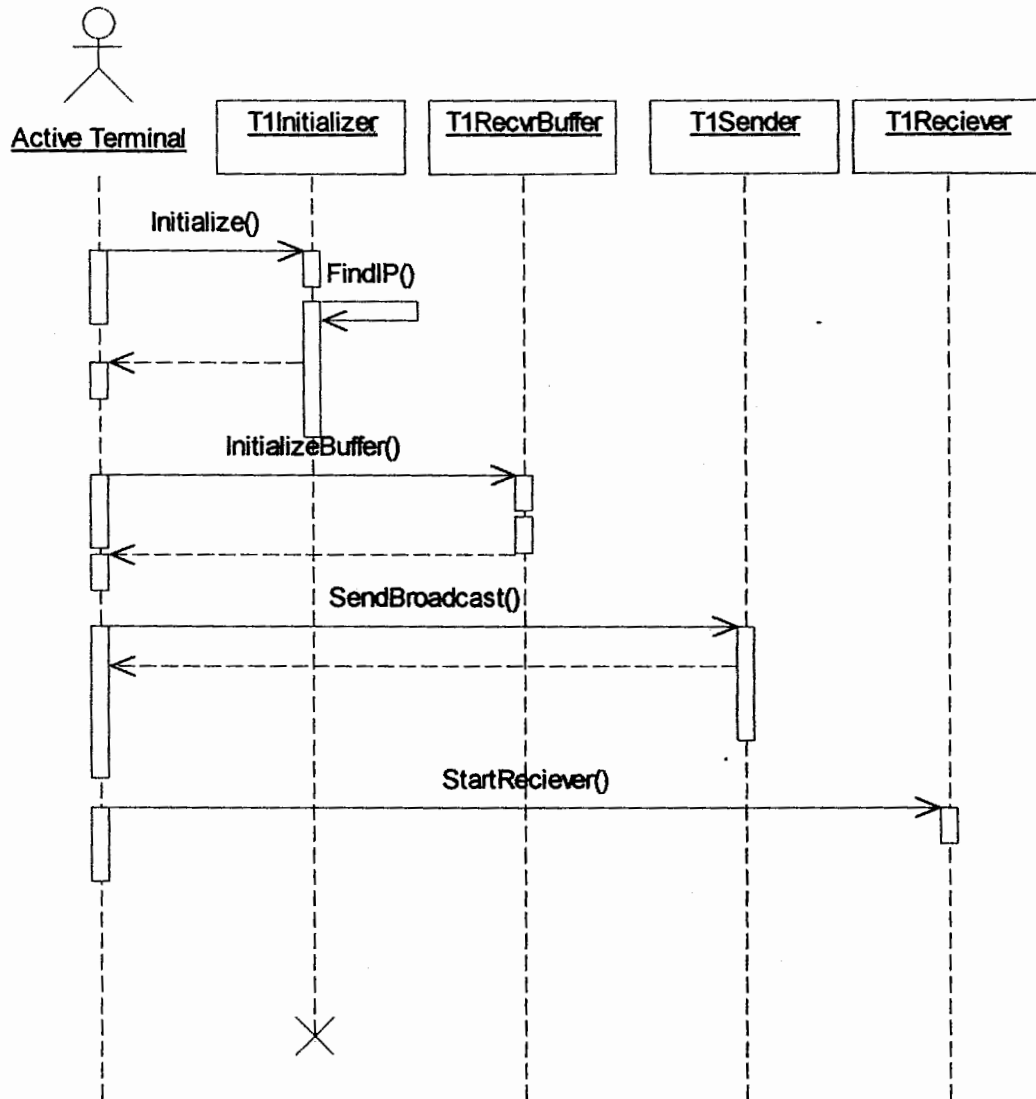 Active Terminal
T1Initializer
T1RecvrBuffer
T1Sender
T1Reciever
Initialize()
FindIP()
InitializeBuffer()
SendBroadcast()
StartReciever()